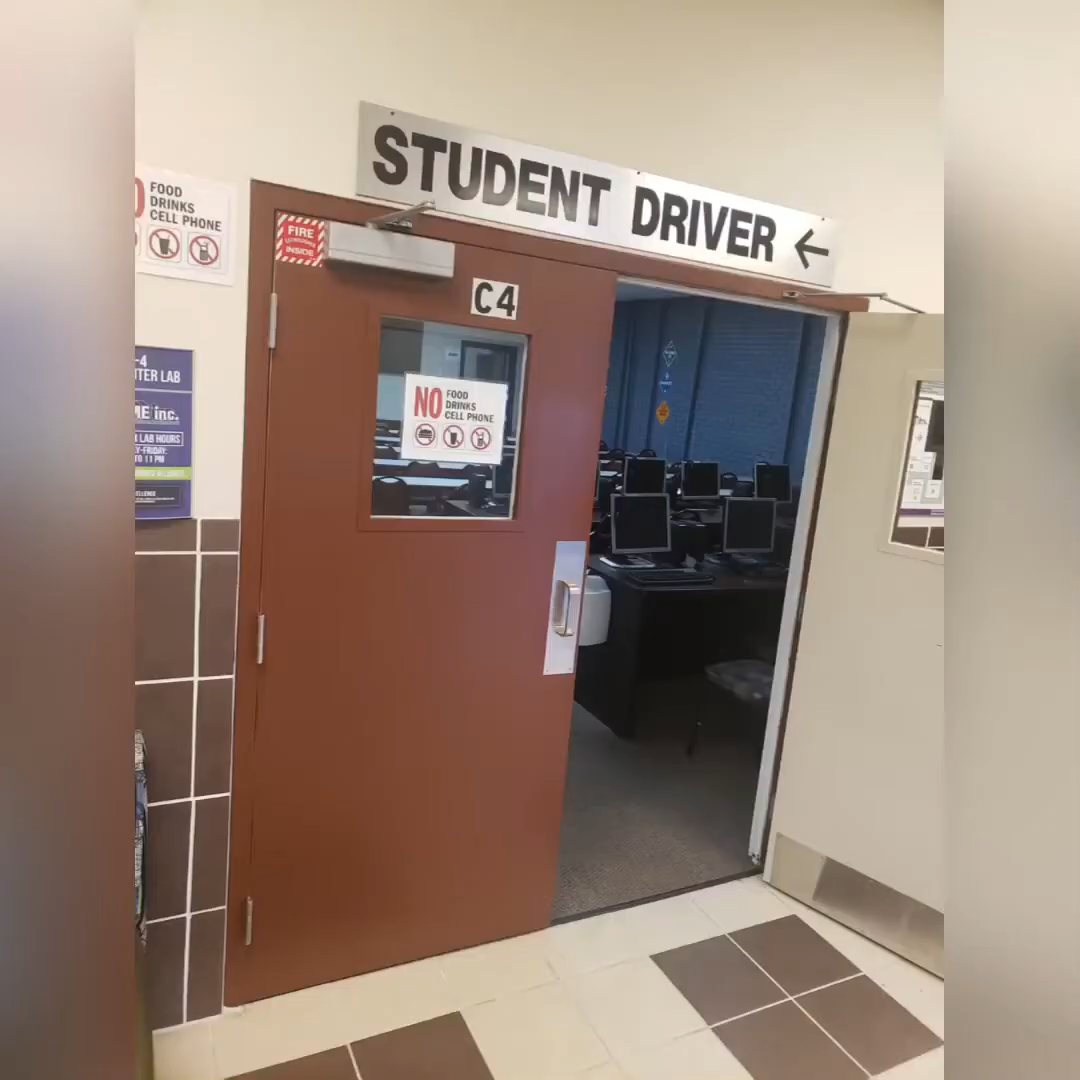 STUDENT DRIVER ←
FOOD
DRINKS
CELL PHONE
FIRE
INSIDE
C4
NO FOOD
DRINKS
CELL PHONE
-4
TER LAB
ME inc.
LAB HOURS
Y-FRIDAY:
TO 11 PM